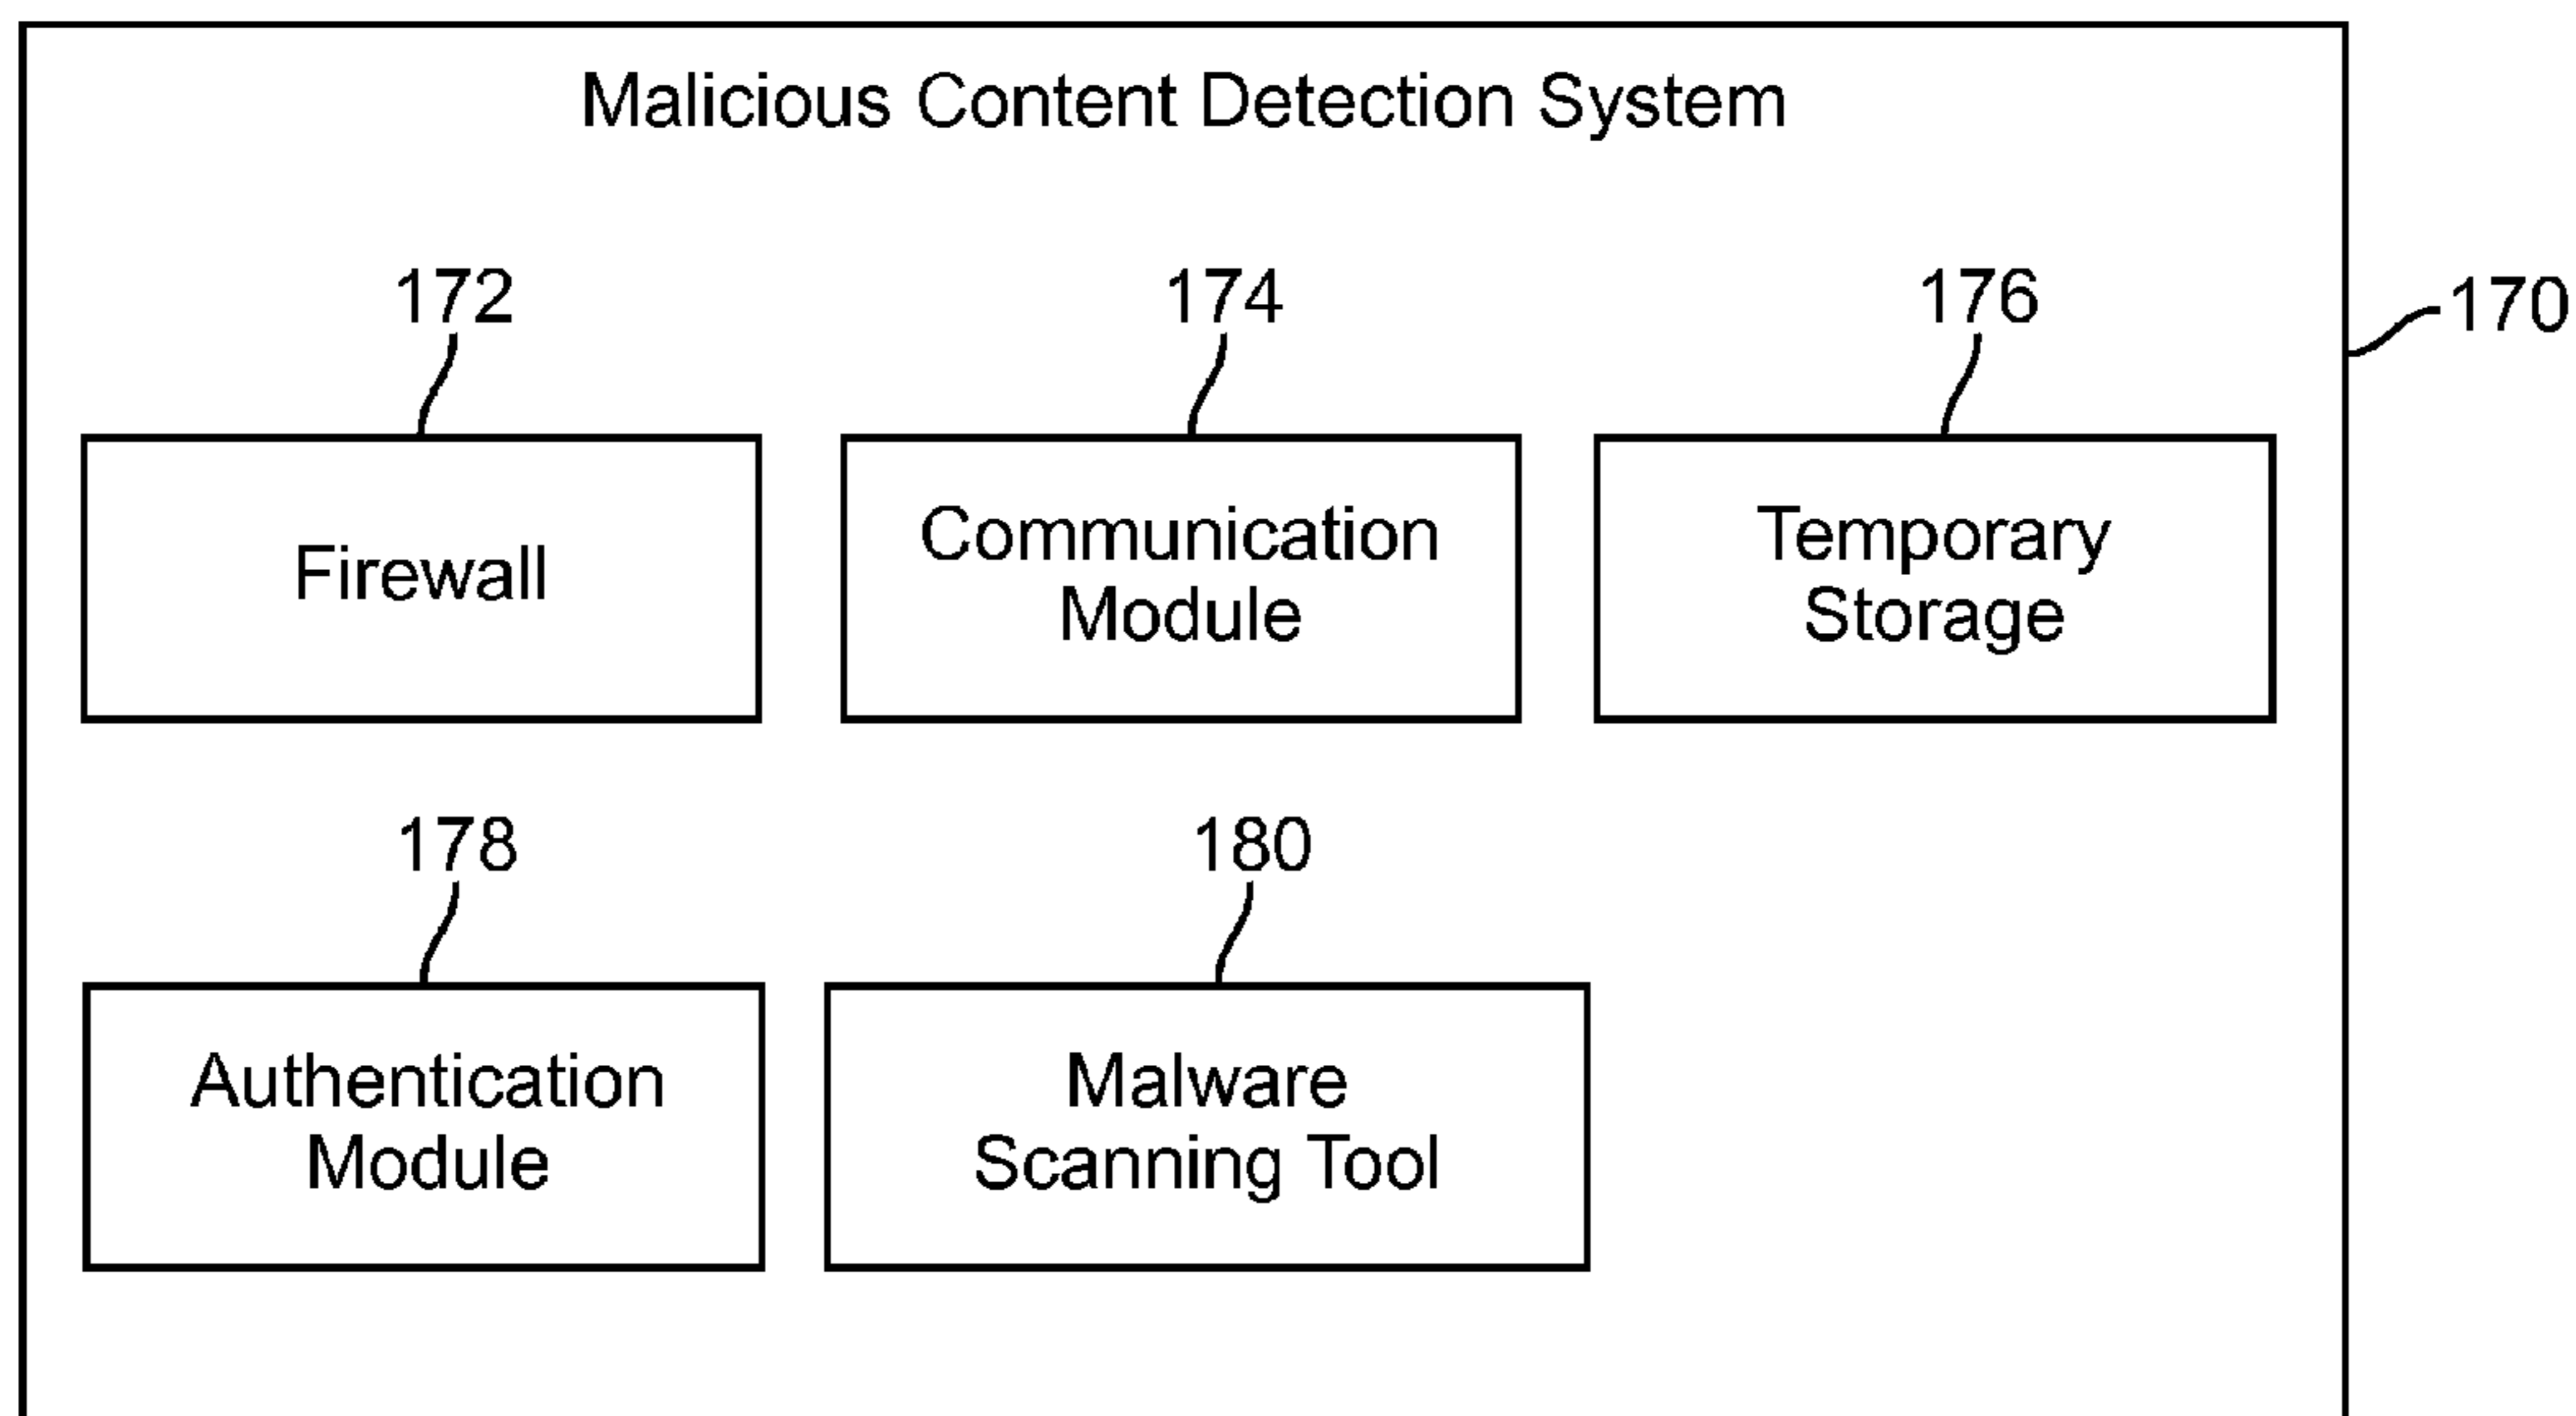 Malicious Content Detection System
172
174
176
170
Firewall
Communication
Module
Temporary
Storage
178
180
Authentication
Module
Malware
Scanning Tool